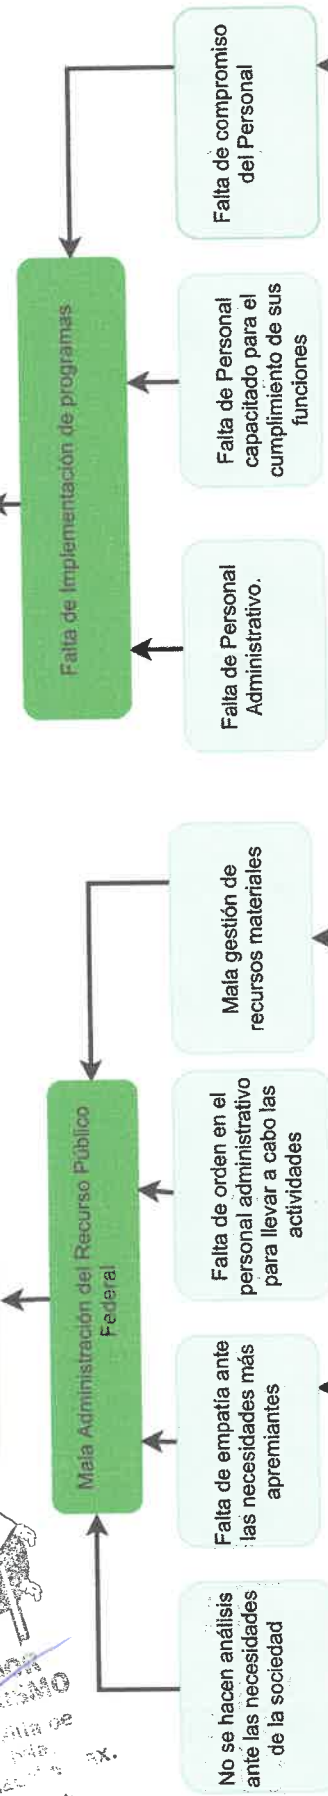 Mala Administración del Recurso Público
Federal
No se hacen análisis
ante las necesidades
de la sociedad
Falta de empatía ante
las necesidades más
apremiantes
Falta de orden en el
personal administrativo
para llevar a cabo las
actividades
Mala gestión de
recursos materiales
Falta de Implementación de programas
Falta de Personal
Administrativo.
Falta de Personal
capacitado para el
cumplimiento de sus
funciones
Falta de compromiso
del Personal